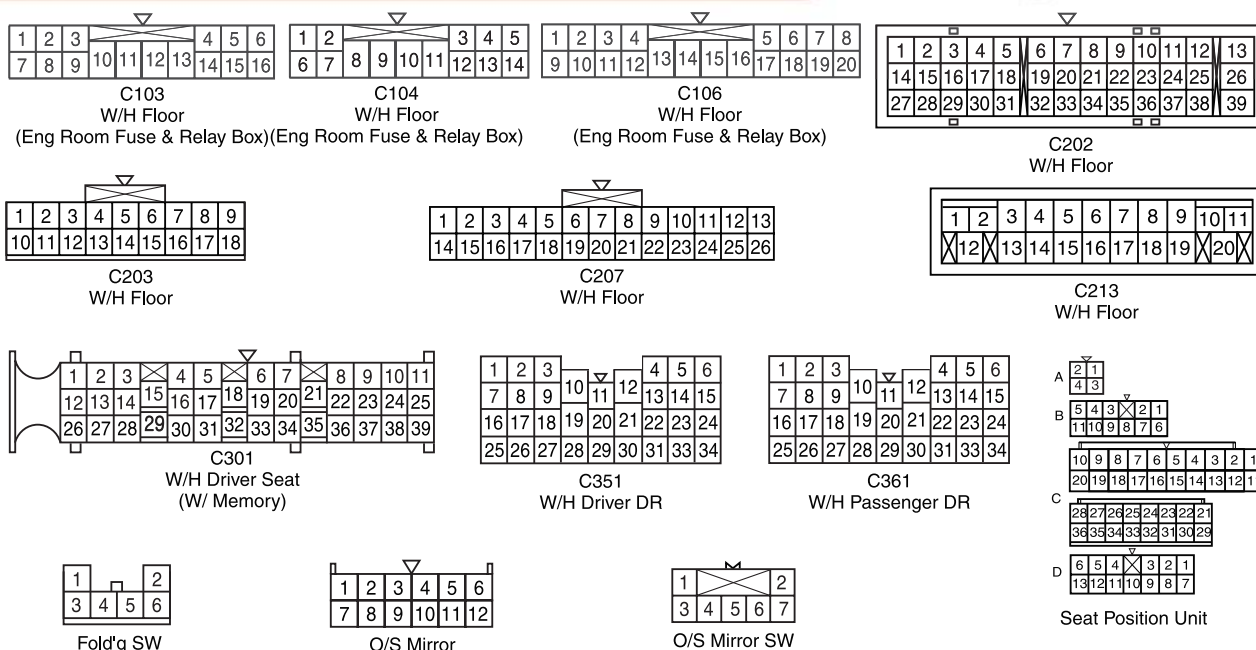 1 2 3 4 5 6
7 8 9 10 11 12 13 14 15 16
C103
W/H Floor
(Eng Room Fuse & Relay Box)
1 2 3 4 5
6 7 8 9 10 11 12 13 14
C104
W/H Floor
(Eng Room Fuse & Relay Box)
1 2 3 4 5 6 7 8
9 10 11 12 13 14 15 16 17 18 19 20
C106
W/H Floor
(Eng Room Fuse & Relay Box)
1 2 3 4 5 6 7 8 9 10 11 12 13
14 15 16 17 18 19 20 21 22 23 24 25 26
27 28 29 30 31 32 33 34 35 36 37 38 39
C202
W/H Floor
1 2 3 4 5 6 7 8 9
10 11 12 13 14 15 16 17 18
C203
W/H Floor
1 2 3 4 5 6 7 8 9 10 11 12 13
14 15 16 17 18 19 20 21 22 23 24 25 26
C207
W/H Floor
1 2 3 4 5 6 7 8 9 10 11
12 13 14 15 16 17 18 19 20
C213
W/H Floor
1 2 3 4 5 6 7 8 9 10 11
12 13 14 15 16 17 18 19 20 21 22 23 24 25
26 27 28 29 30 31 32 33 34 35 36 37 38 39
C301
W/H Driver Seat
(W/ Memory)
1 2 3 4 5 6
7 8 9 10 11 12 13 14 15
16 17 18 19 20 21 22 23 24
25 26 27 28 29 30 31 32 33 34
C351
W/H Driver DR
1 2 3 4 5 6
7 8 9 10 11 12 13 14 15
16 17 18 19 20 21 22 23 24
25 26 27 28 29 30 31 32 33 34
C361
W/H Passenger DR
A
2 1
4 3
B
5 4 3 2 1
11 10 9 8 7 6
C
10 9 8 7 6 5 4 3 2 1
20 19 18 17 16 15 14 13 12 11
28 27 26 25 24 23 22 21
36 35 34 33 32 31 30 29
D
6 5 4 3 2 1
13 12 11 10 9 8 7
Seat Position Unit
1 2
3 4 5 6
Fold'g SW
1 2 3 4 5 6
7 8 9 10 11 12
O/S Mirror
1 2
3 4 5 6 7
O/S Mirror SW